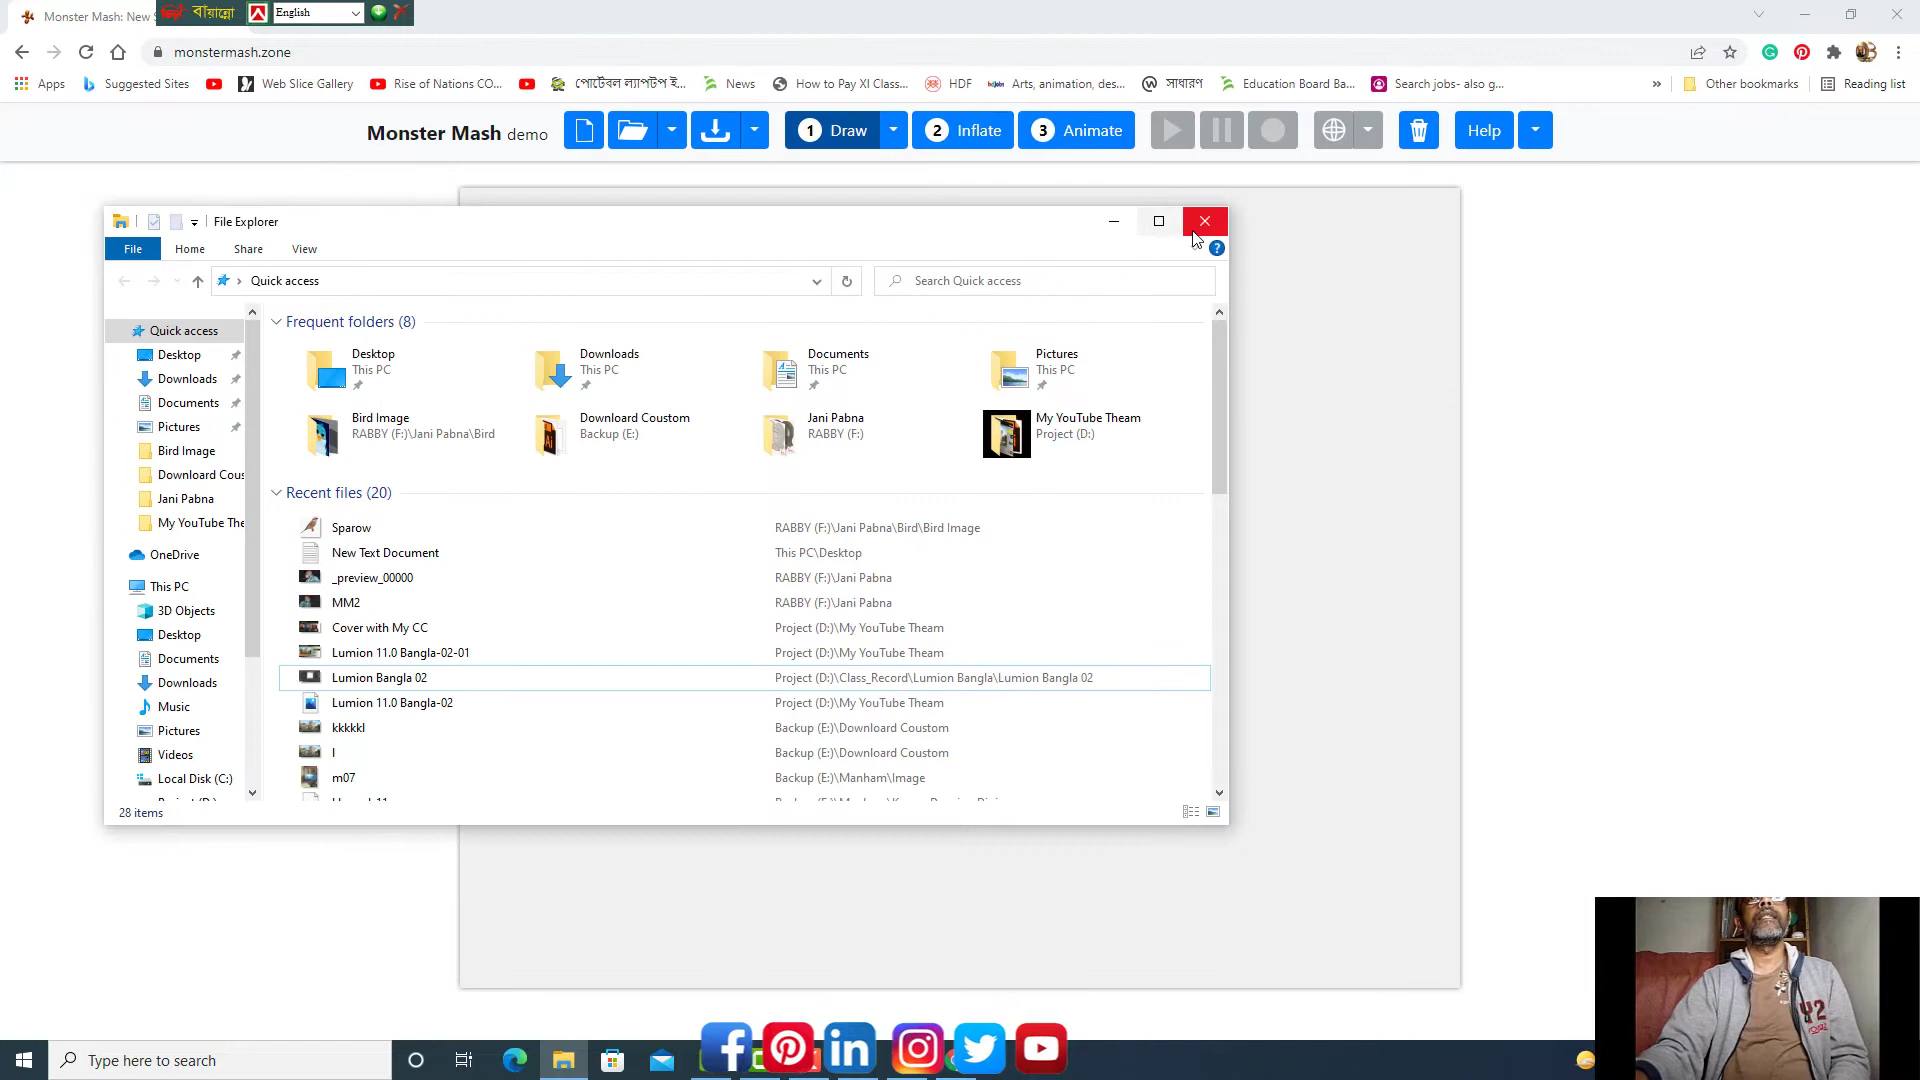 Monster Mash: New S
বায়ান্নো
English
monstermash.zone
Apps
Suggested Sites
Web Slice Gallery
Rise of Nations CO...
পোর্টেবল ল্যাপটপ ই...
News
How to Pay XI Class...
HDF
Arts, animation, des...
সাধারণ
Education Board Ba...
Search jobs- also g...
»
Other bookmarks
Reading list
Monster Mash demo
1 Draw
2 Inflate
3 Animate
Help
File Explorer
File
Home
Share
View
Quick access
Search Quick access
Quick access
Desktop
Downloads
Documents
Pictures
Bird Image
Downloard Cous
Jani Pabna
My YouTube The
OneDrive
This PC
3D Objects
Desktop
Documents
Downloads
Music
Pictures
Videos
Local Disk (C:)
Frequent folders (8)
Desktop
This PC
Downloads
This PC
Documents
This PC
Pictures
This PC
Bird Image
RABBY (F:)\Jani Pabna\Bird
Downloard Coustom
Backup (E:)
Jani Pabna
RABBY (F:)
My YouTube Theam
Project (D:)
Recent files (20)
Sparow RABBY (F:)\Jani Pabna\Bird\Bird Image
New Text Document This PC\Desktop
_preview_00000 RABBY (F:)\Jani Pabna
MM2 RABBY (F:)\Jani Pabna
Cover with My CC Project (D:)\My YouTube Theam
Lumion 11.0 Bangla-02-01 Project (D:)\My YouTube Theam
Lumion Bangla 02 Project (D:)\Class_Record\Lumion Bangla\Lumion Bangla 02
Lumion 11.0 Bangla-02 Project (D:)\My YouTube Theam
kkkkkl Backup (E:)\Downloard Coustom
l Backup (E:)\Downloard Coustom
m07 Backup (E:)\Manham\Image
28 items
Y2
Type here to search